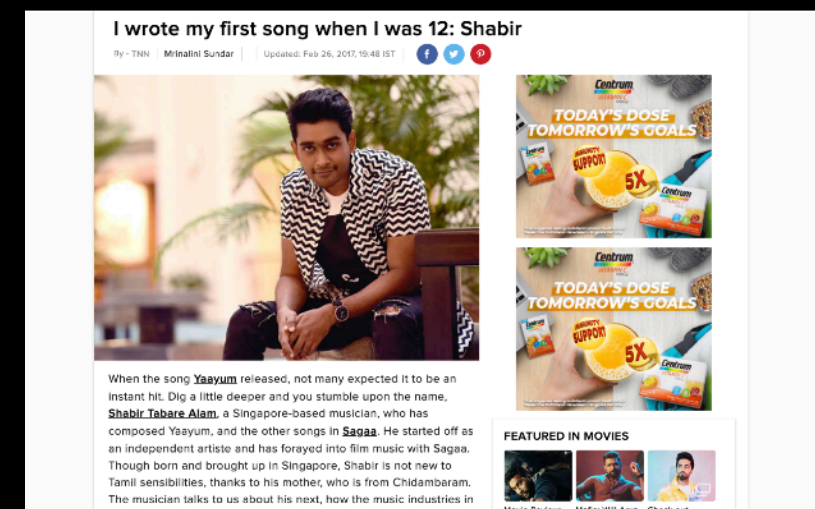 I wrote my first song when I was 12: Shabir
By - TNN | Mrinalini Sundar | Updated: Feb 26, 2017, 19:48 IST
Centrum
VITAMIN C
TODAY'S DOSE
TOMORROW'S GOALS
Centrum
IMMUNITY
SUPPORT
5X
Centrum
Centrum
VITAMIN C
TODAY'S DOSE
TOMORROW'S GOALS
Centrum
IMMUNITY
SUPPORT
5X
Centrum
When the song Yaayum released, not many expected it to be an
instant hit. Dig a little deeper and you stumble upon the name,
Shabir Tabare Alam, a Singapore-based musician, who has
composed Yaayum, and the other songs in Sagaa. He started off as
an independent artiste and has forayed into film music with Sagaa.
Though born and brought up in Singapore, Shabir is not new to
Tamil sensibilities, thanks to his mother, who is from Chidambaram.
The musician talks to us about his next, how the music industries in
FEATURED IN MOVIES